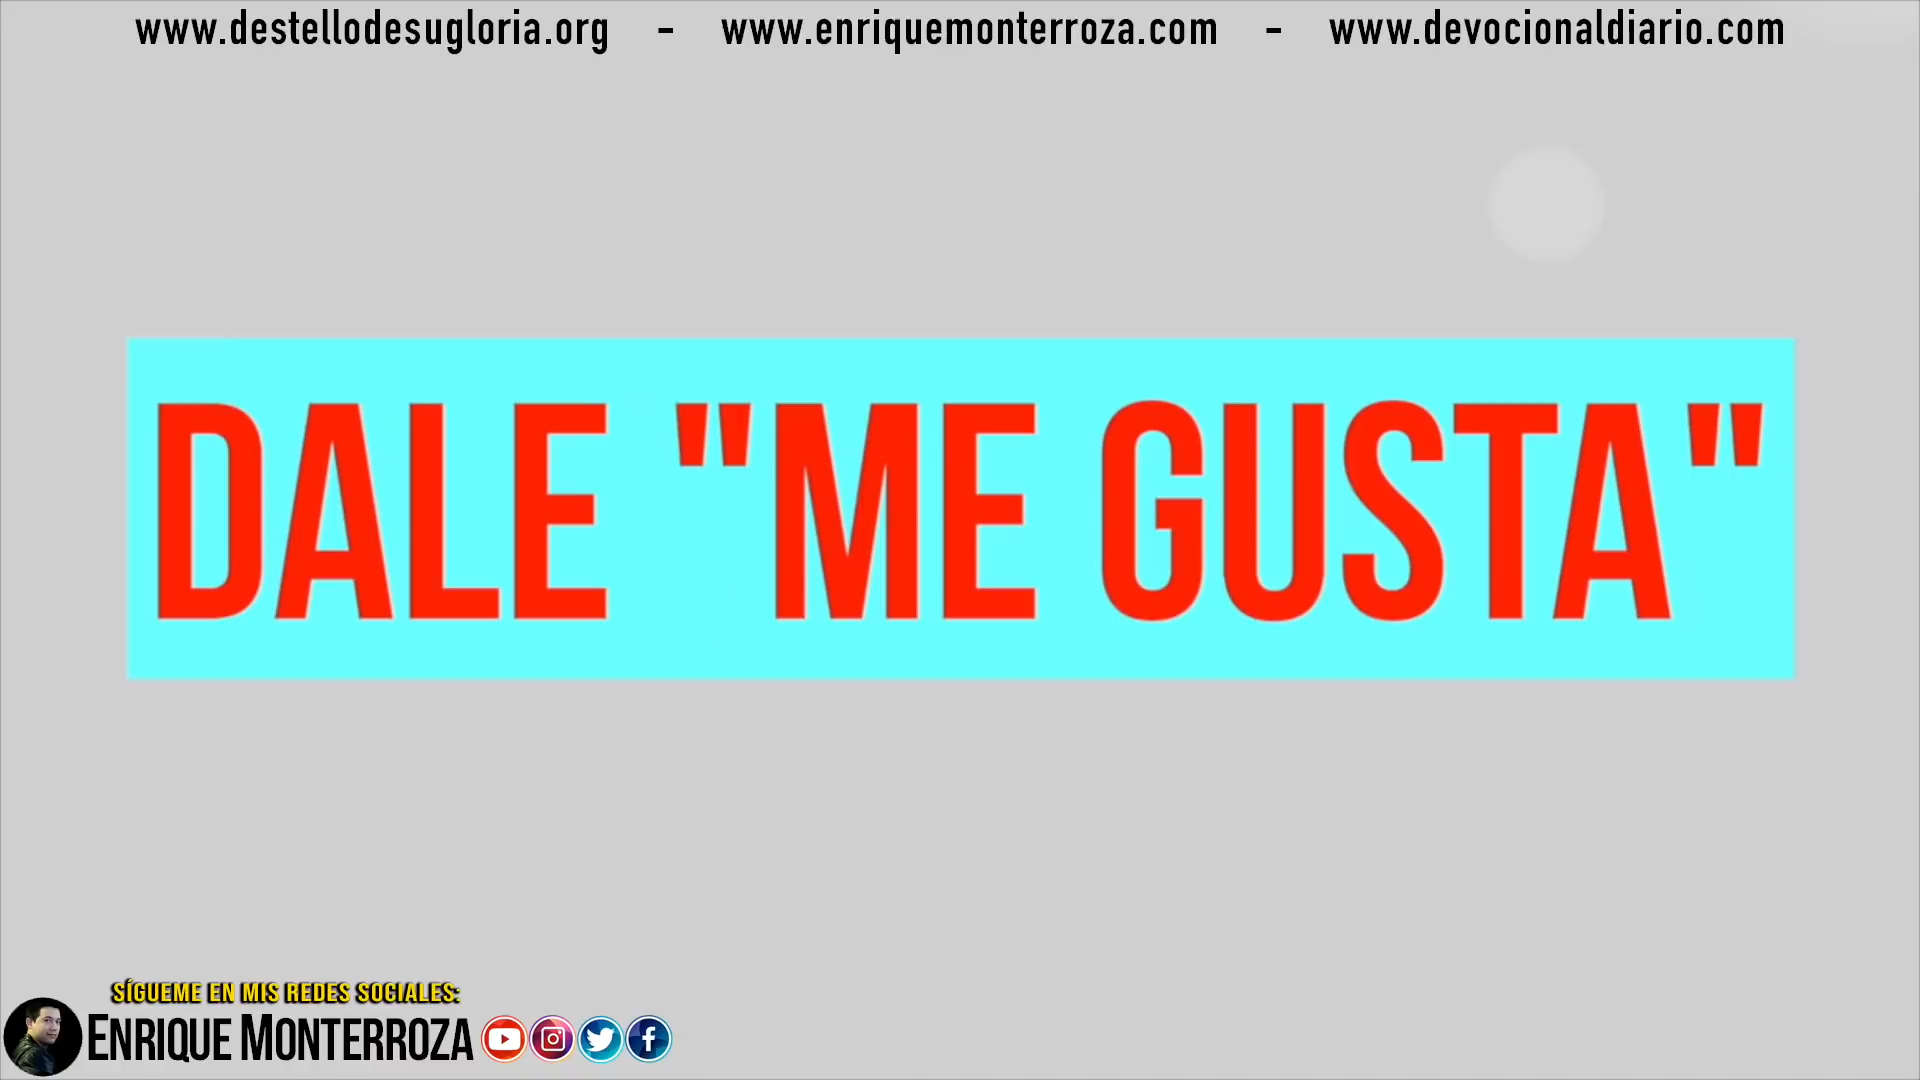 www.destellodesugloria.org - www.enriquemonterroza.com - www.devocionaldiario.com
DALE "ME GUSTA"
SÍGUEME EN MIS REDES SOCIALES:
ENRIQUE MONTERROZA